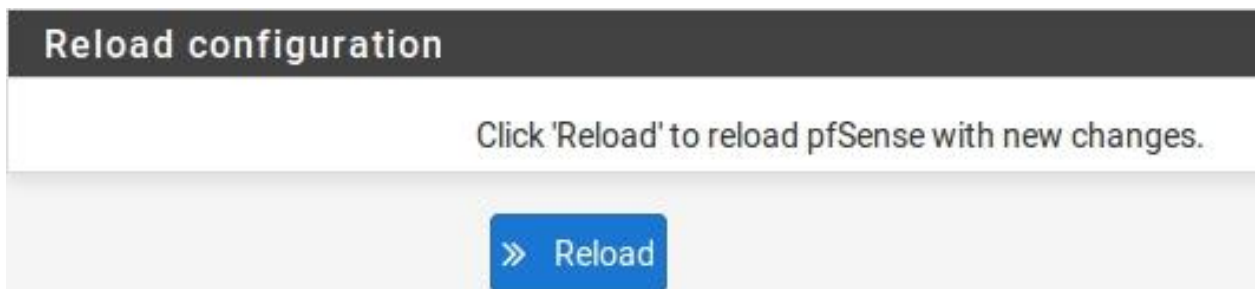 Reload configuration
Click 'Reload' to reload pfSense with new changes.
Reload